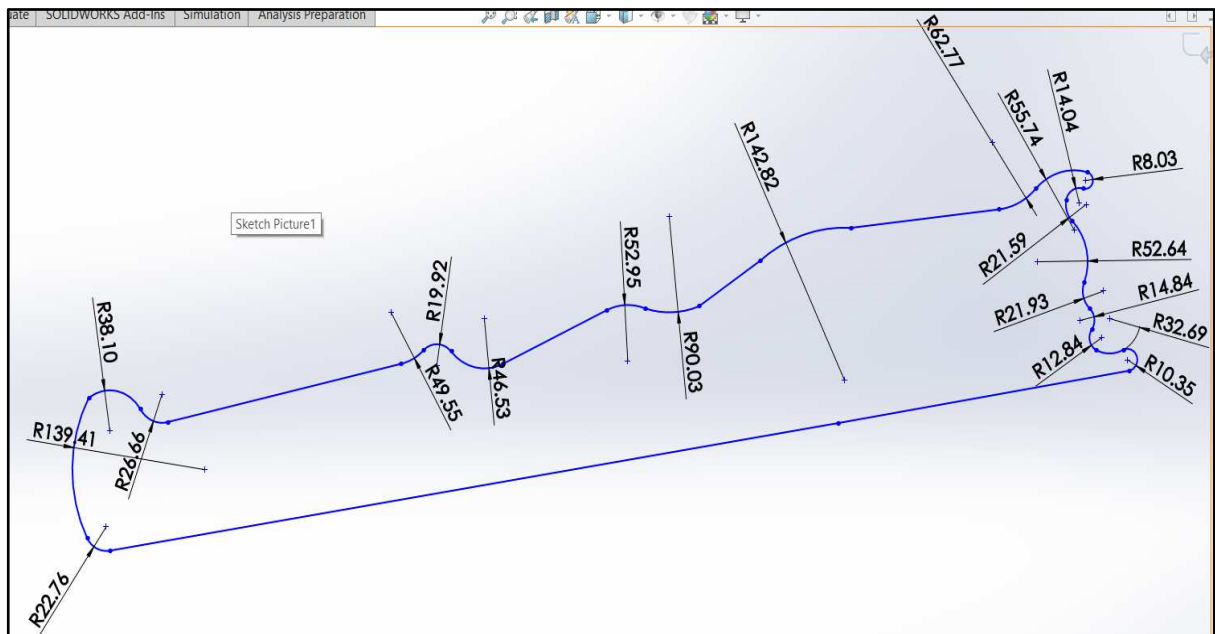 SOLIDWORKS Add-Ins
Simulation
Analysis Preparation
Sketch Picture1
R62.77
R55.74
R14.04
R8.03
R142.82
R52.95
R19.92
R38.10
R21.59
R52.64
R14.84
R21.93
R32.69
R12.84
R10.35
R90.03
R46.53
R49.55
R139.41
R26.66
R22.76